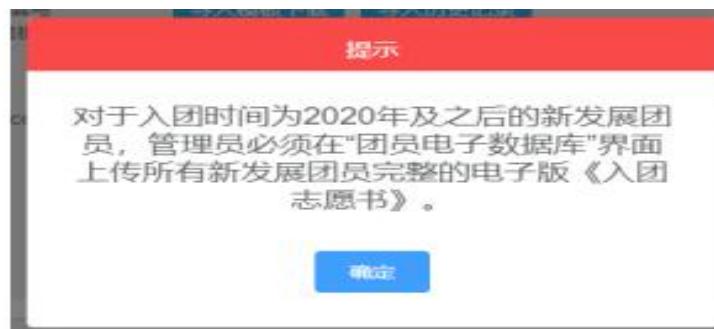 提示
对于入团时间为2020年及之后的新发展团
员，管理员必须在“团员电子数据库”界面
上传所有新发展团员完整的电子版《入团
志愿书》。
确定